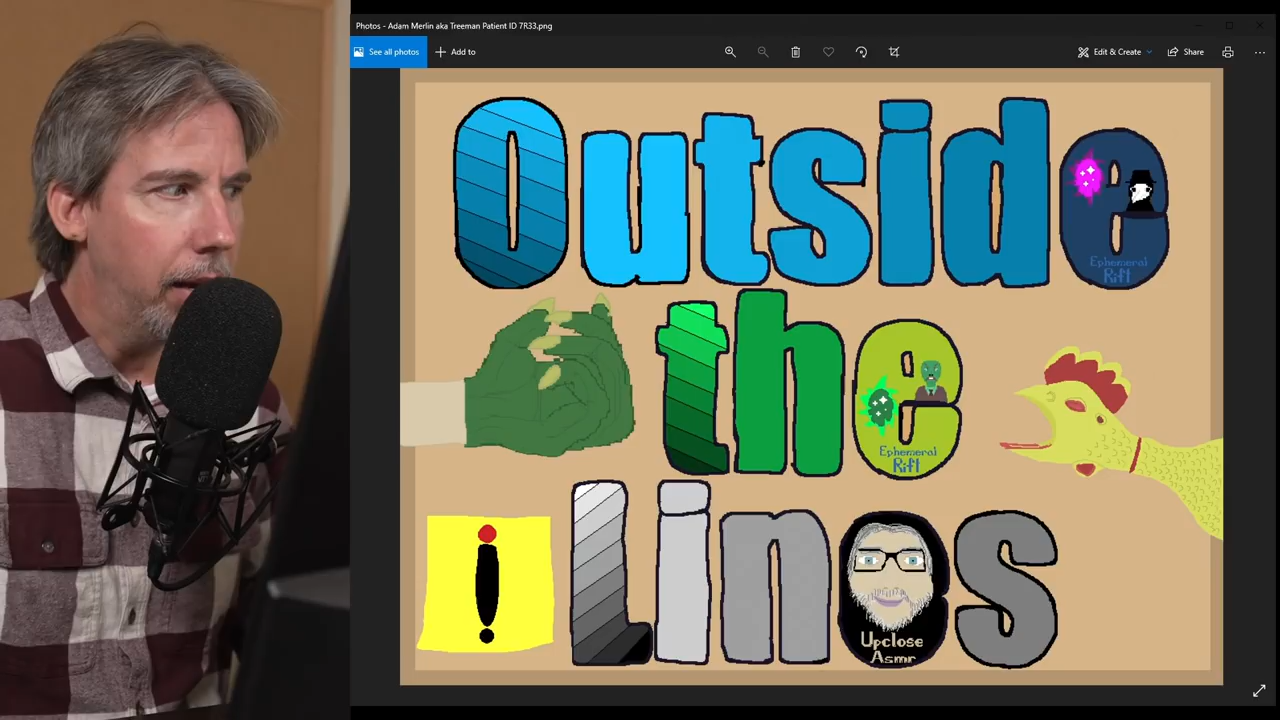 Photos - Adam Merlin aka Treeman Patient ID 7R33.png
See all photos
Add to
Edit & Create
Share
Outside
Ephemeral
Rift
the
Ephemeral
Rift
!
Lines
Upclose
Asmr